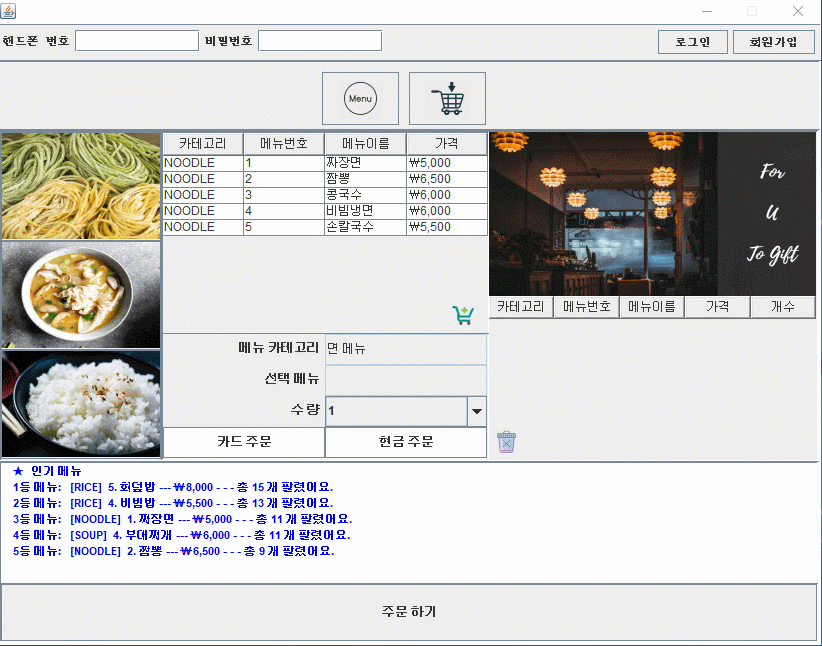 핸드폰 번호 비밀번호 로그인 회원가입
Menu
카테고리 메뉴번호 메뉴이름 가격
NOODLE 1 짜장면 ₩5,000
NOODLE 2 짬뽕 ₩6,500
NOODLE 3 콩국수 ₩6,000
NOODLE 4 비빔냉면 ₩6,000
NOODLE 5 손칼국수 ₩5,500
For
U
To Gift
카테고리 메뉴번호 메뉴이름 가격 개수
메뉴 카테고리 면 메뉴
선택 메뉴
수량 1
카드 주문 현금 주문
★ 인기 메뉴
1등 메뉴: [RICE] 5. 회덮밥 --- ₩8,000 - - - 총 15 개 팔렸어요.
2등 메뉴: [RICE] 4. 비빔밥 --- ₩5,500 - - - 총 13 개 팔렸어요.
3등 메뉴: [NOODLE] 1. 짜장면 --- ₩5,000 - - - 총 11 개 팔렸어요.
4등 메뉴: [SOUP] 4. 부대찌개 --- ₩6,000 - - - 총 11 개 팔렸어요.
5등 메뉴: [NOODLE] 2. 짬뽕 --- ₩6,500 - - - 총 9 개 팔렸어요.
주문 하기